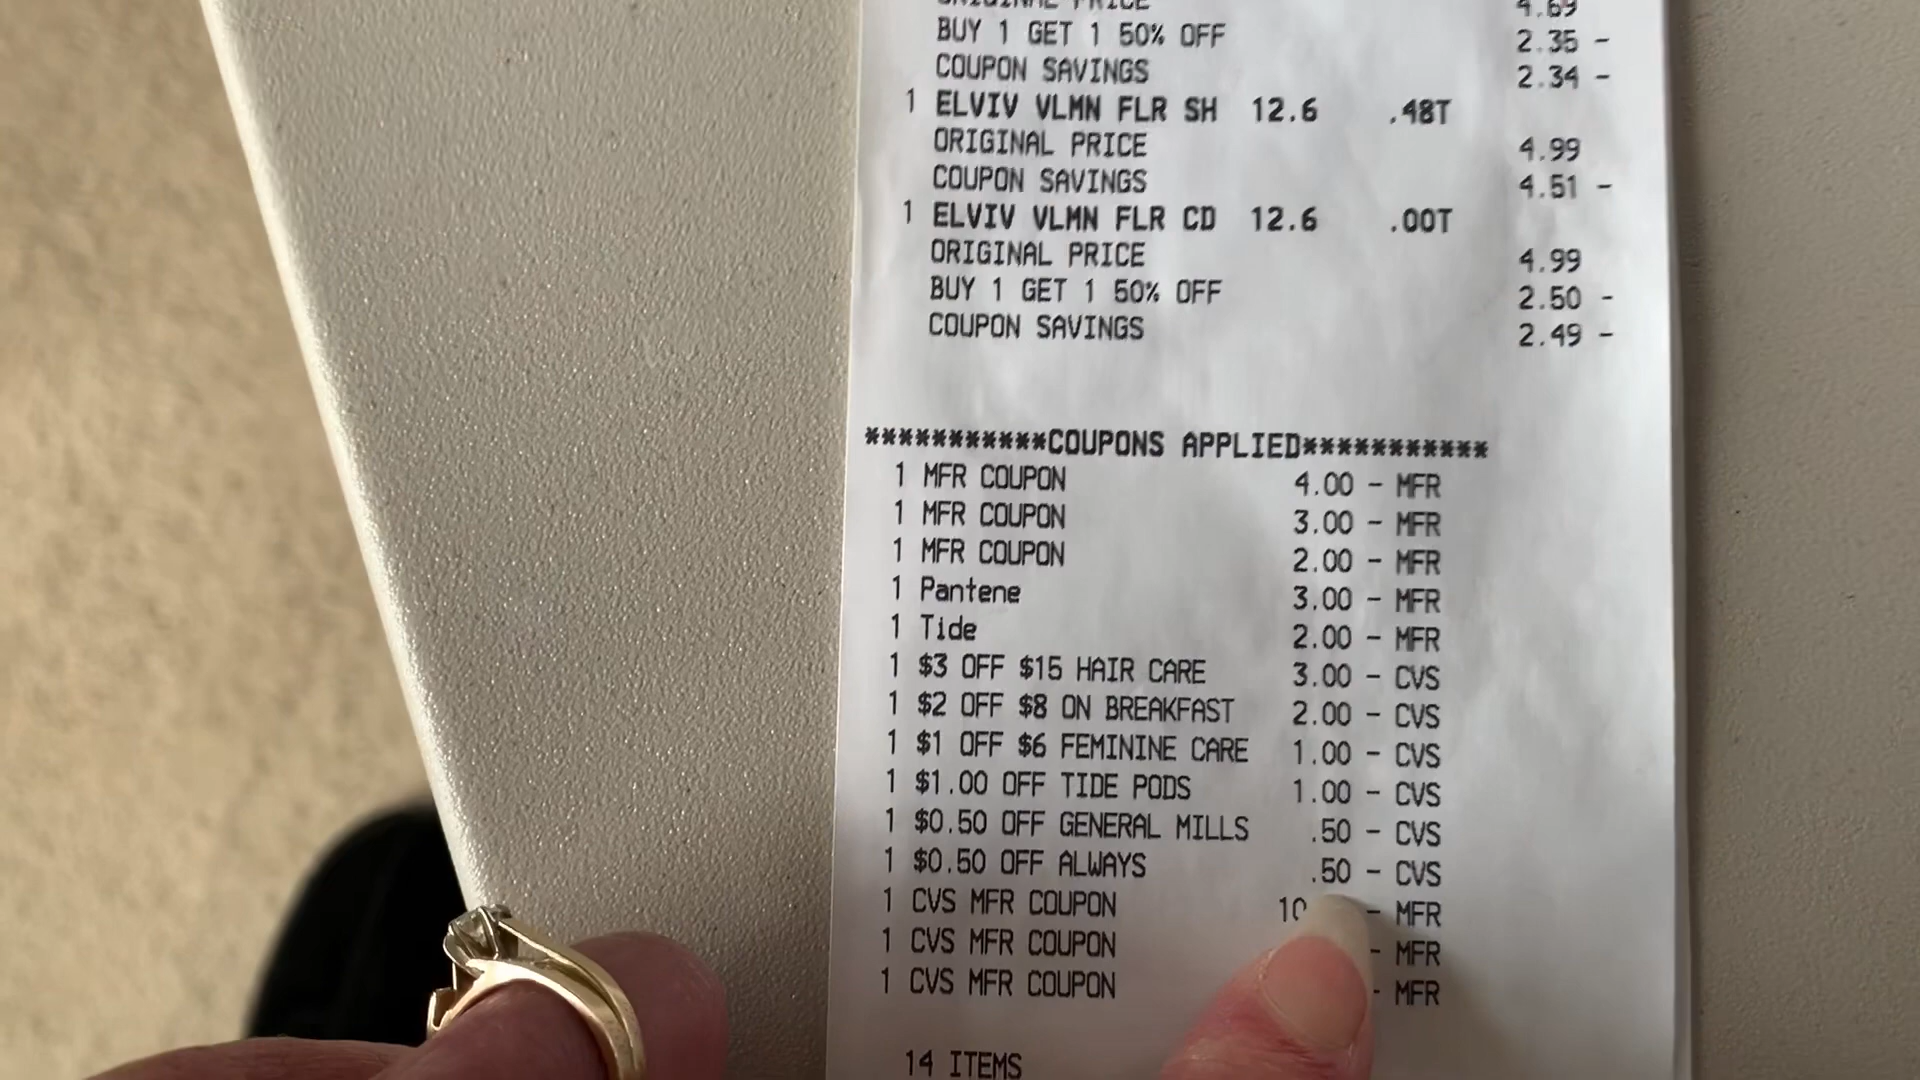 ORIGINAL PRICE 4.69
BUY 1 GET 1 50% OFF 2.35 -
COUPON SAVINGS 2.34 -
1 ELVIV VLMN FLR SH 12.6 .48T
ORIGINAL PRICE 4.99
COUPON SAVINGS 4.51 -
1 ELVIV VLMN FLR CD 12.6 .00T
ORIGINAL PRICE 4.99
BUY 1 GET 1 50% OFF 2.50 -
COUPON SAVINGS 2.49 -
***********COUPONS APPLIED***********
1 MFR COUPON 4.00 - MFR
1 MFR COUPON 3.00 - MFR
1 MFR COUPON 2.00 - MFR
1 Pantene 3.00 - MFR
1 Tide 2.00 - MFR
1 $3 OFF $15 HAIR CARE 3.00 - CVS
1 $2 OFF $8 ON BREAKFAST 2.00 - CVS
1 $1 OFF $6 FEMININE CARE 1.00 - CVS
1 $1.00 OFF TIDE PODS 1.00 - CVS
1 $0.50 OFF GENERAL MILLS .50 - CVS
1 $0.50 OFF ALWAYS .50 - CVS
1 CVS MFR COUPON - MFR
1 CVS MFR COUPON - MFR
1 CVS MFR COUPON - MFR
14 ITEMS